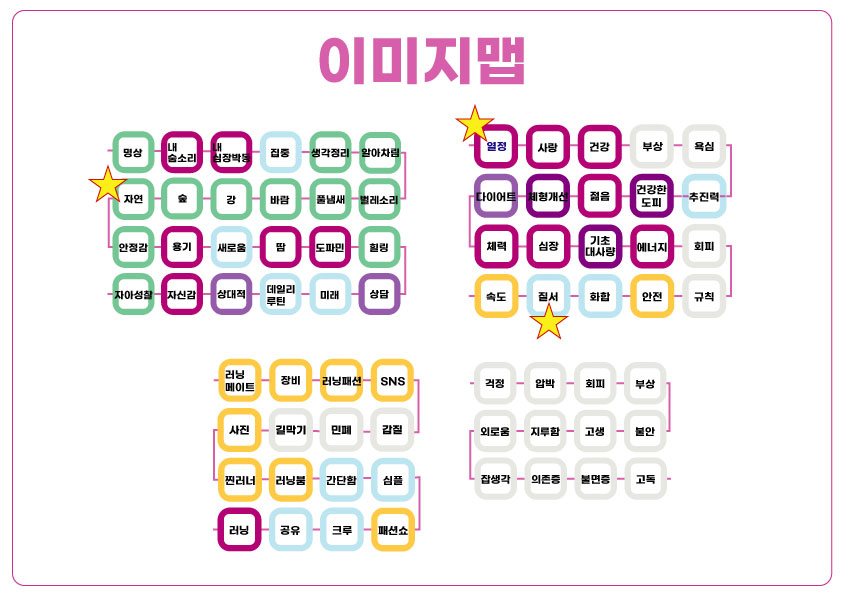 이미지맵
명상 내 숨소리 내 심장박동 집중 생각정리 알아차림
자연 숲 강 바람 풀냄새 벌레소리
안정감 용기 새로움 땀 도파민 힐링
자아성찰 자신감 상대적 데일리 루틴 미래 상담
열정 사랑 건강 부상 욕심
다이어트 체형개선 젊음 건강한 도피 추진력
체력 심장 기초 대사량 에너지 회피
속도 질서 화합 안전 규칙
러닝 메이트 장비 러닝패션 SNS
사진 길막기 민폐 갑질
찐러너 러닝붐 간단함 심플
러닝 공유 크루 패션쇼
걱정 압박 회피 부상
외로움 지루함 고생 불안
잡생각 의존증 불면증 고독